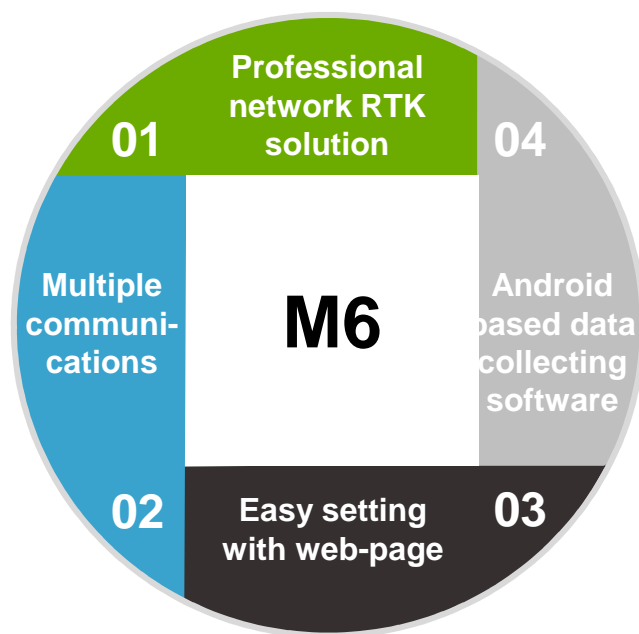 01
Professional
network RTK
solution
02
Multiple
communi-
cations
M6
03
Easy setting
with web-page
04
Android
based data
collecting
software